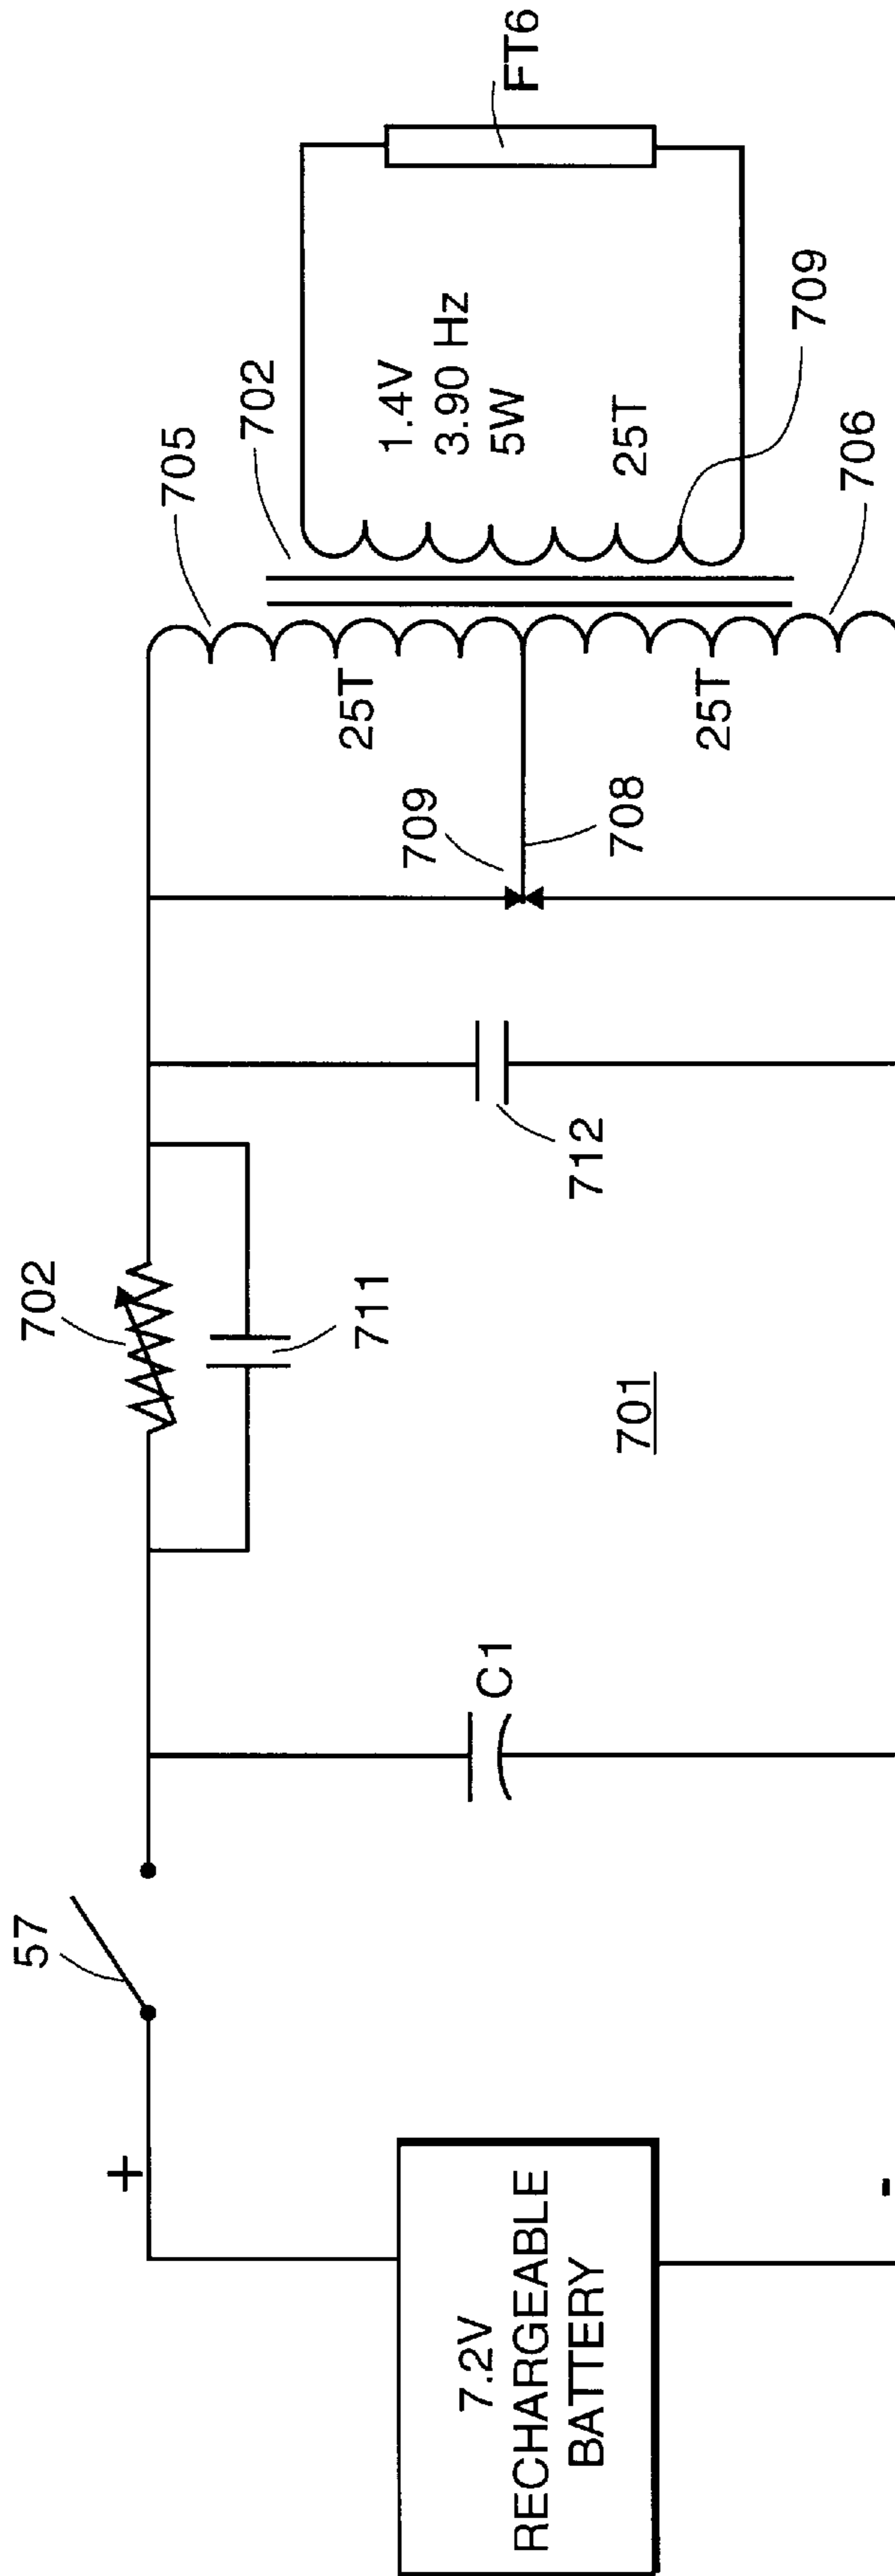 57
+
7.2V
RECHARGEABLE
BATTERY
-
C1
702
711
701
712
709
708
705
25T
25T
702
706
1.4V
3.90 Hz
5W
25T
709
FT6